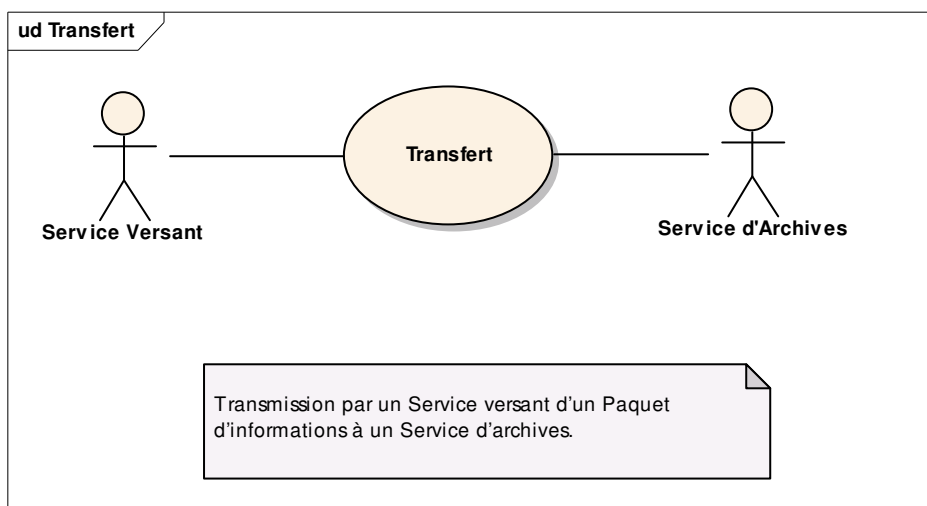 ud Transfert
Transfert
Service Versant
Service d'Archives
Transmission par un Service versant d’un Paquet
d’informations à un Service d’archives.